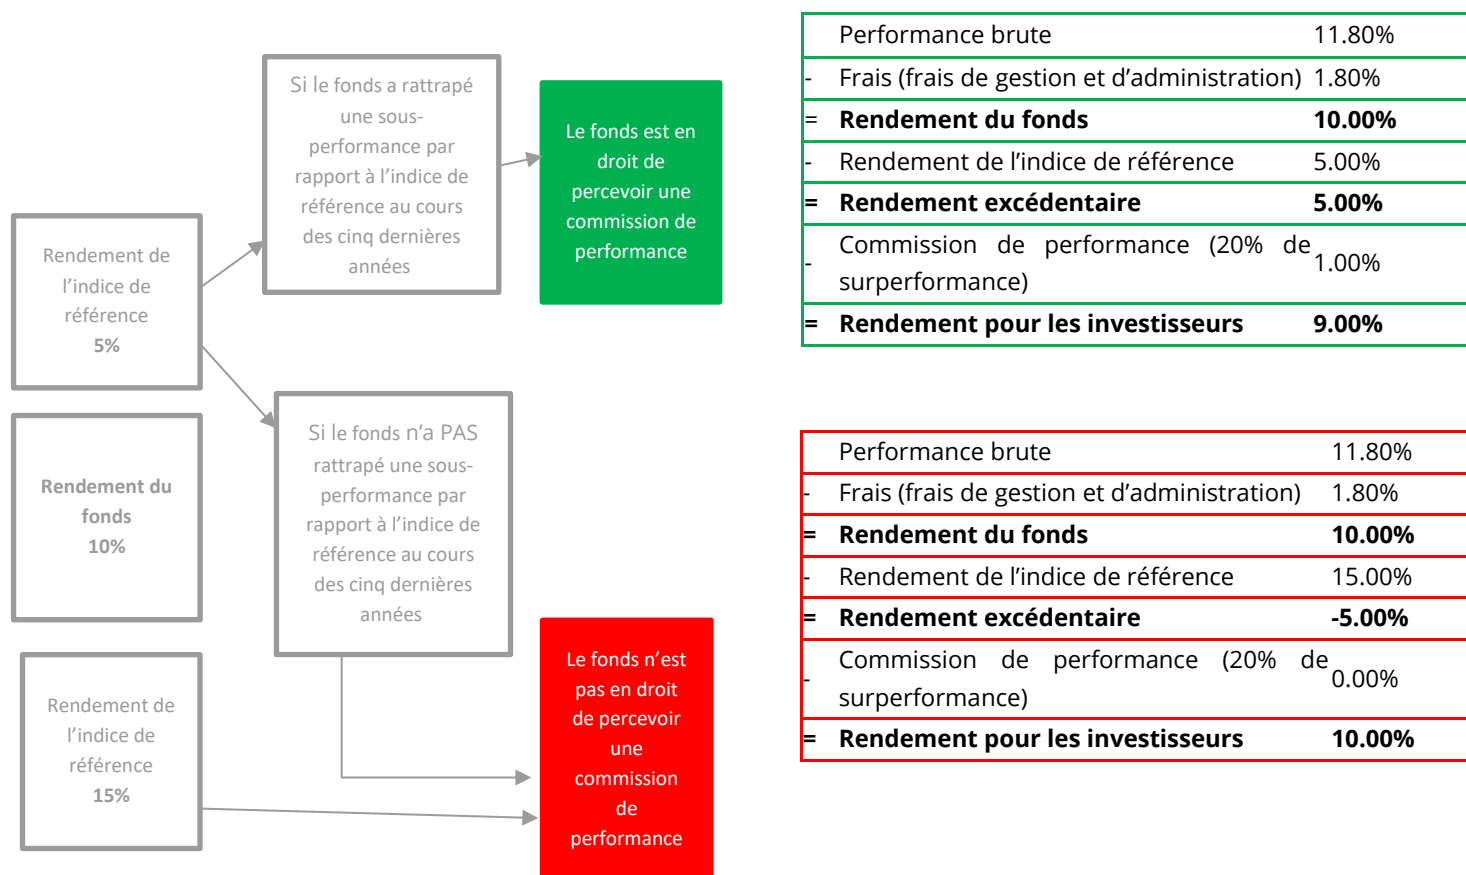 Rendement de
l’indice de
référence
5%
Rendement du
fonds
10%
Rendement de
l’indice de
référence
15%
Si le fonds a rattrapé
une sous-
performance par
rapport à l’indice de
référence au cours
des cinq dernières
années
Si le fonds n’a PAS
rattrapé une sous-
performance par
rapport à l’indice de
référence au cours
des cinq dernières
années
Le fonds est en
droit de
percevoir une
commission de
performance
Le fonds n’est
pas en droit
de percevoir
une
commission
de
performance
Performance brute 11.80%
- Frais (frais de gestion et d’administration) 1.80%
= Rendement du fonds 10.00%
- Rendement de l’indice de référence 5.00%
= Rendement excédentaire 5.00%
- Commission de performance (20% de
surperformance) 1.00%
= Rendement pour les investisseurs 9.00%
Performance brute 11.80%
- Frais (frais de gestion et d’administration) 1.80%
= Rendement du fonds 10.00%
- Rendement de l’indice de référence 15.00%
= Rendement excédentaire -5.00%
- Commission de performance (20% de
surperformance) 0.00%
= Rendement pour les investisseurs 10.00%